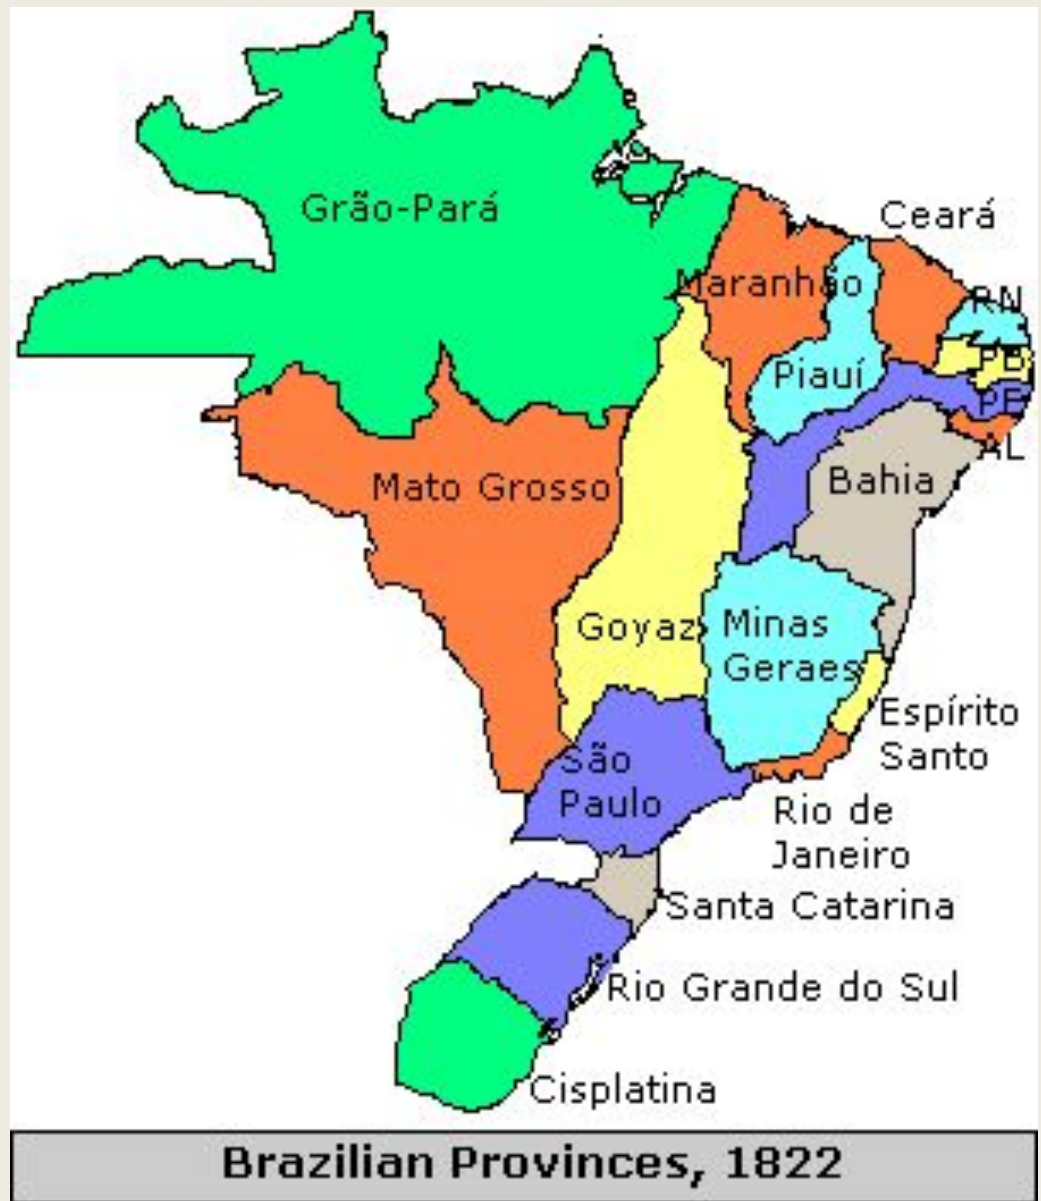 Grão-Pará
Ceará
Maranhão
RN
PB
Piauí
PE
AL
Bahia
Mato Grosso
Goyaz
Minas
Geraes
Espírito
Santo
São
Paulo
Rio de
Janeiro
Santa Catarina
Rio Grande do Sul
Cisplatina
Brazilian Provinces, 1822